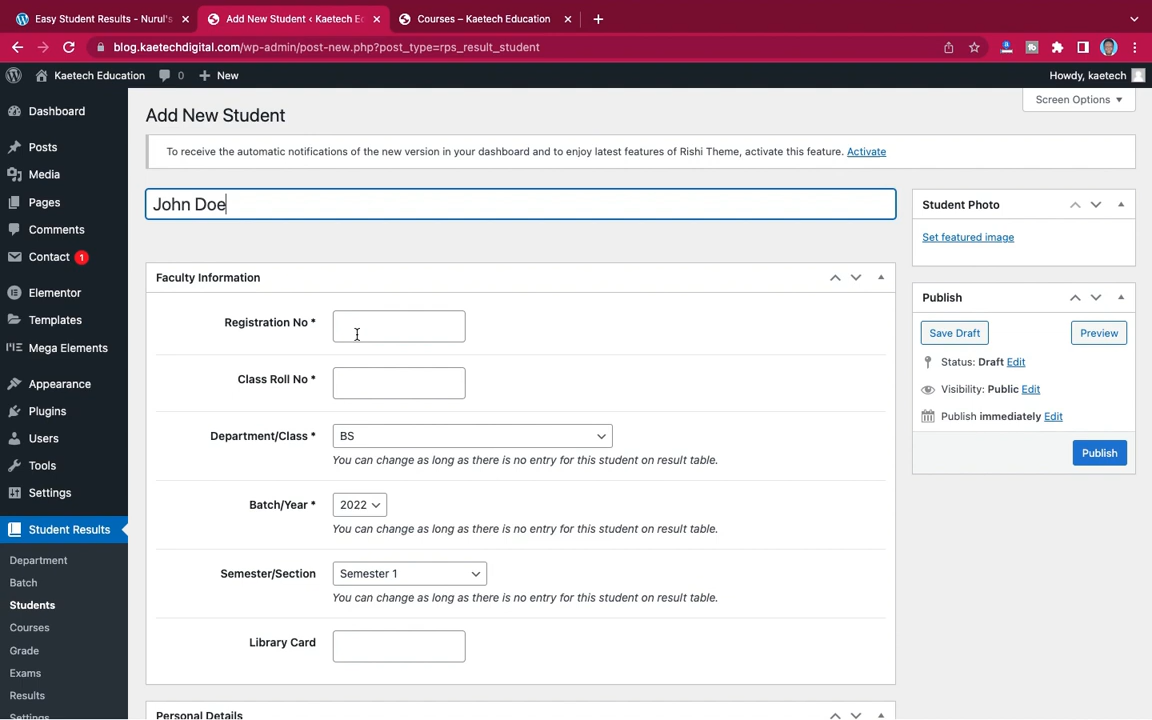 Easy Student Results - Nurul's
Add New Student ‹ Kaetech E
Courses – Kaetech Education
blog.kaetechdigital.com/wp-admin/post-new.php?post_type=rps_result_student
Kaetech Education
0
New
Howdy, kaetech
Screen Options
Dashboard
Posts
Media
Pages
Comments
Contact 1
Elementor
Templates
Mega Elements
Appearance
Plugins
Users
Tools
Settings
Student Results
Department
Batch
Students
Courses
Grade
Exams
Results
Settings
Add New Student
To receive the automatic notifications of the new version in your dashboard and to enjoy latest features of Rishi Theme, activate this feature. Activate
John Doe
Faculty Information
Registration No *
Class Roll No *
Department/Class *
BS
You can change as long as there is no entry for this student on result table.
Batch/Year *
2022
You can change as long as there is no entry for this student on result table.
Semester/Section
Semester 1
You can change as long as there is no entry for this student on result table.
Library Card
Personal Details
Student Photo
Set featured image
Publish
Save Draft
Preview
Status: Draft Edit
Visibility: Public Edit
Publish immediately Edit
Publish